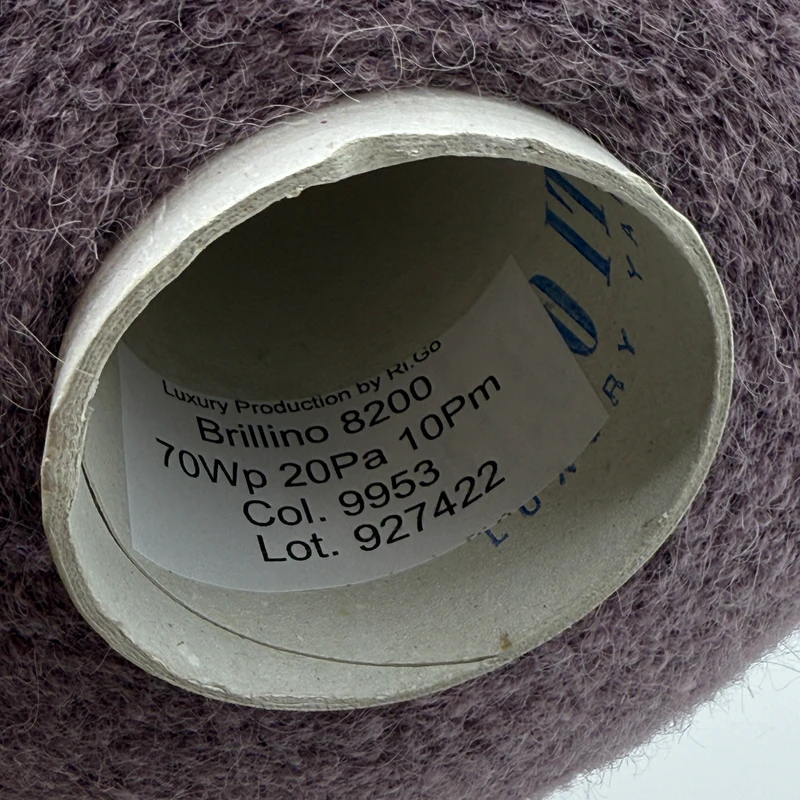 Luxury Production by Ri.Go
Brillino 8200
70Wp 20Pa 10Pm
Col. 9953
Lot. 927422